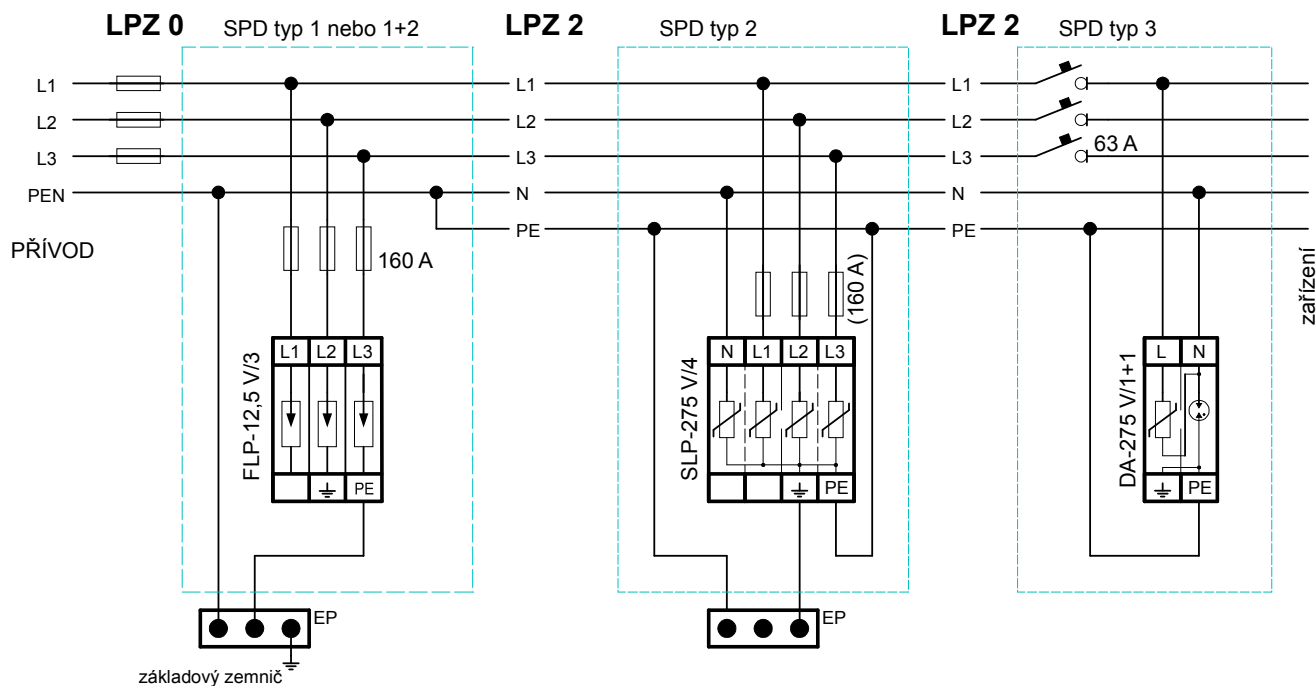 LPZ 0
SPD typ 1 nebo 1+2
LPZ 2
SPD typ 2
LPZ 2
SPD typ 3
L1
L1
L1
L2
L2
L2
L3
L3
L3
63 A
PEN
N
N
PE
PE
PŘÍVOD
160 A
(160 A)
zařízení
FLP-12,5 V/3
L1
L2
L3
PE
SLP-275 V/4
N
L1
L2
L3
PE
DA-275 V/1+1
L
N
PE
EP
EP
základový zemnič